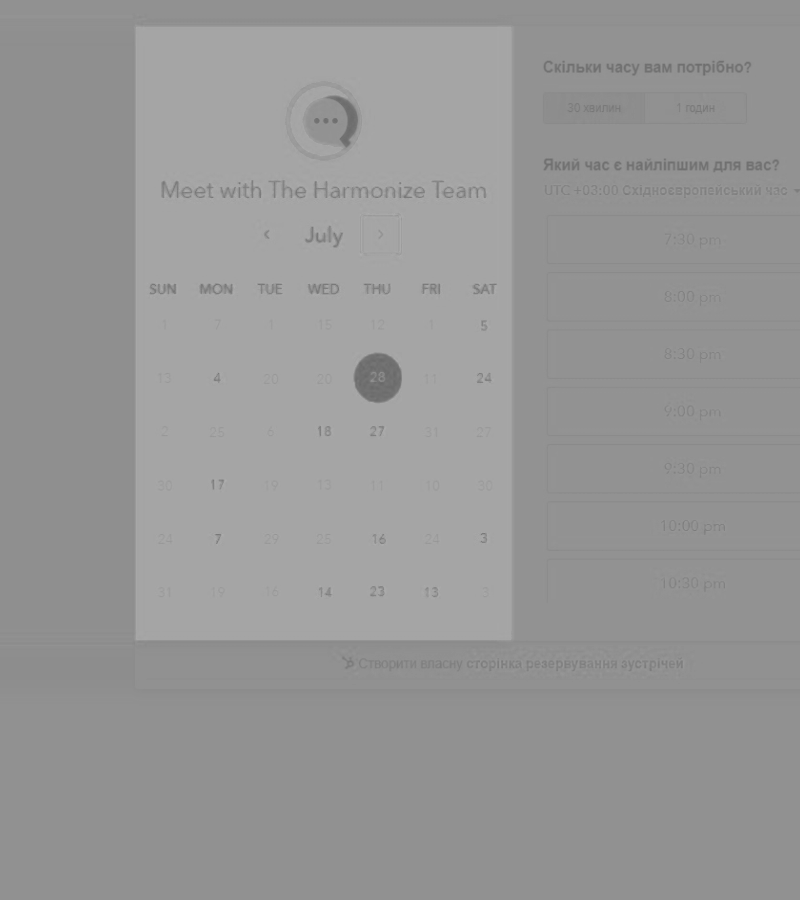 Meet with The Harmonize Team
July
SUN MON TUE WED THU FRI SAT
1 7 15 12 5
13 4 20 20 28 11 24
2 25 6 18 27 31 27
30 17 19 13 11 10 30
24 7 29 25 16 24 3
31 19 16 14 23 13
Скільки часу вам потрібно?
30 хвилин 1 годин
Який час є найліпшим для вас?
UTC +03:00 Східноєвропейський час
7:30 pm
8:00 pm
8:30 pm
9:00 pm
9:30 pm
10:00 pm
10:30 pm
Створити власну сторінка резервування зустрічей